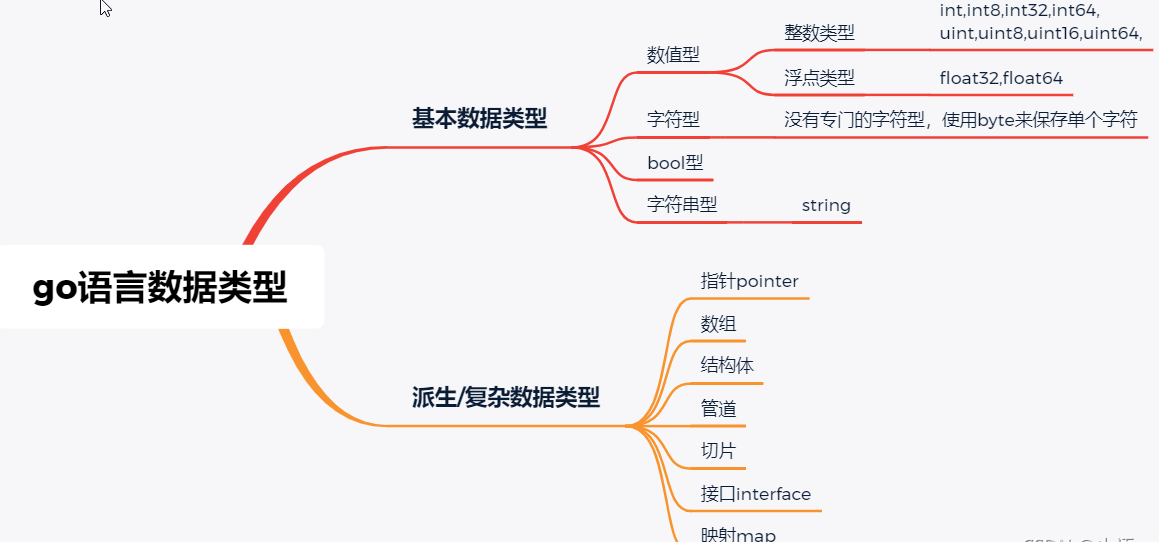 go语言数据类型
基本数据类型
数值型
整数类型
int,int8,int32,int64,
uint,uint8,uint16,uint64,
浮点类型
float32,float64
字符型
没有专门的字符型，使用byte来保存单个字符
bool型
字符串型
string
派生/复杂数据类型
指针pointer
数组
结构体
管道
切片
接口interface
映射map